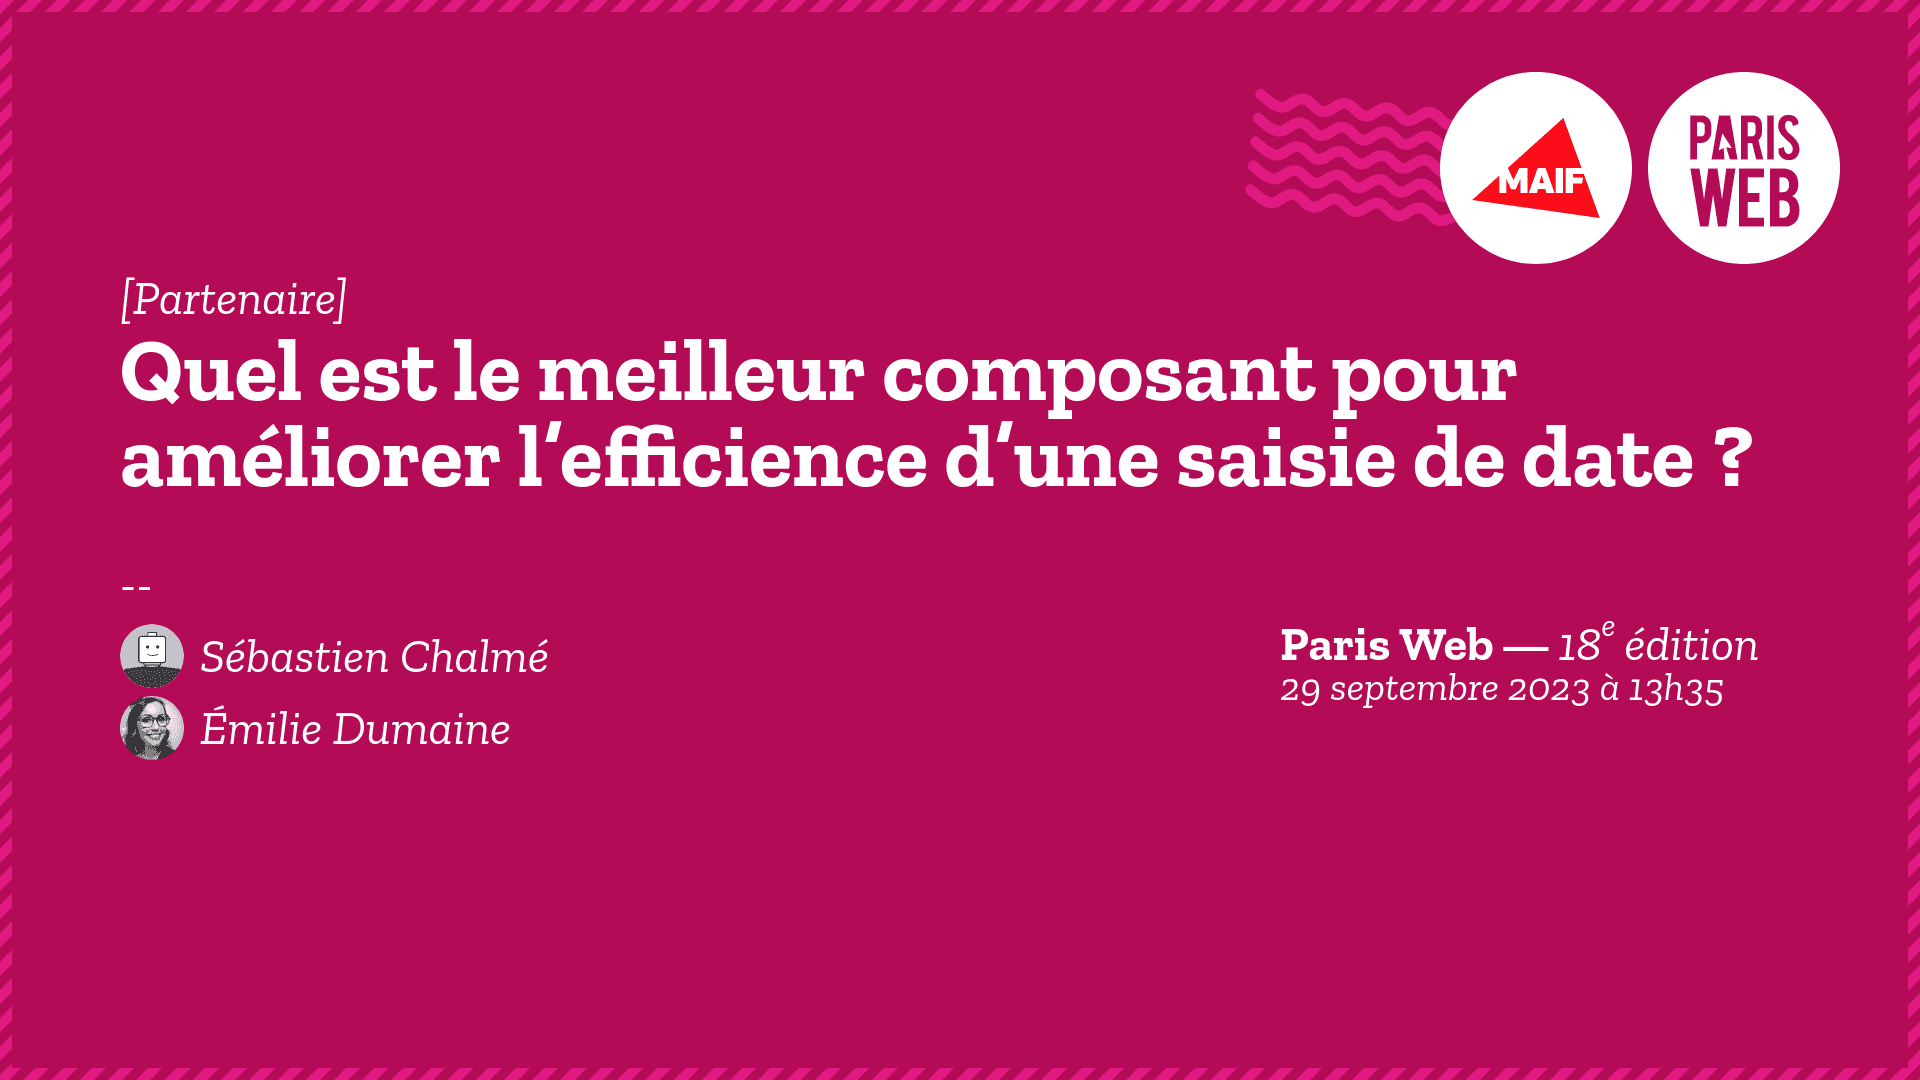 MAIF
PARIS
WEB
[Partenaire]
Quel est le meilleur composant pour
améliorer l’efficience d’une saisie de date ?
--
Sébastien Chalmé
Émilie Dumaine
Paris Web — 18e édition
29 septembre 2023 à 13h35